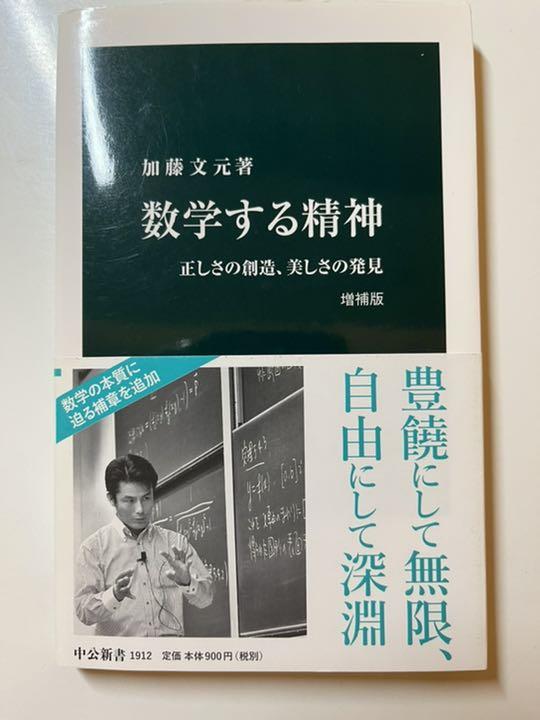 加藤文元著
数学する精神
正しさの創造、美しさの発見
増補版
数学の本質に
迫る補章を追加
豊饒にして無限、
自由にして深淵
中公新書 1912 定価 本体900円(税別)